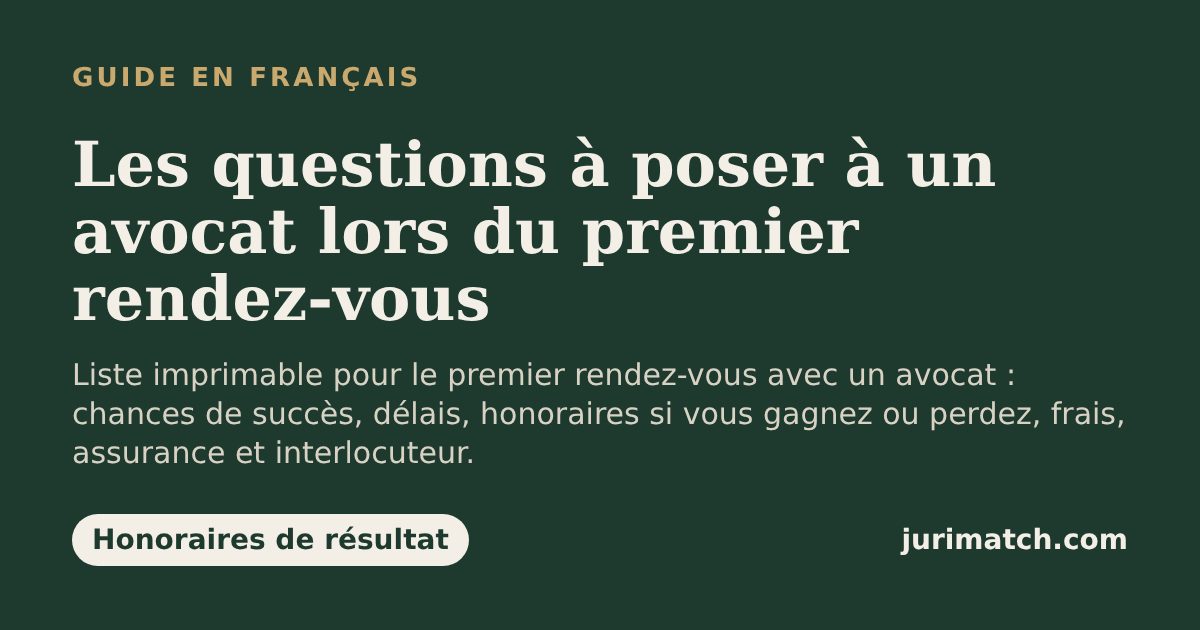 GUIDE EN FRANÇAIS
Les questions à poser à un
avocat lors du premier
rendez-vous
Liste imprimable pour le premier rendez-vous avec un avocat :
chances de succès, délais, honoraires si vous gagnez ou perdez, frais,
assurance et interlocuteur.
Honoraires de résultat
jurimatch.com